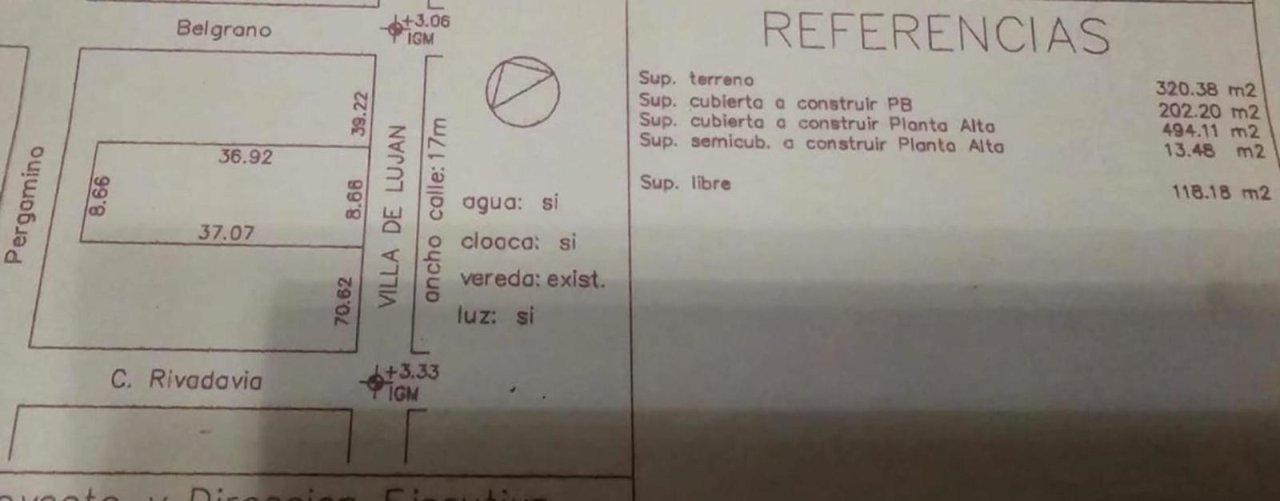 Belgrano
+3.06
IGM
39.22
36.92
8.66
8.66
37.07
70.62
Pergamino
VILLA DE LUJAN
ancho calle:17m
agua: si
cloaca: si
vereda: exist.
luz: si
C. Rivadavia
+3.33
IGM
REFERENCIAS
Sup. terreno 320.38 m2
Sup. cubierta a construir PB 202.20 m2
Sup. cubierta a construir Planta Alta 494.11 m2
Sup. semicub. a construir Planta Alta 13.48 m2
Sup. libre 118.18 m2
y Direccion Ejecutiva